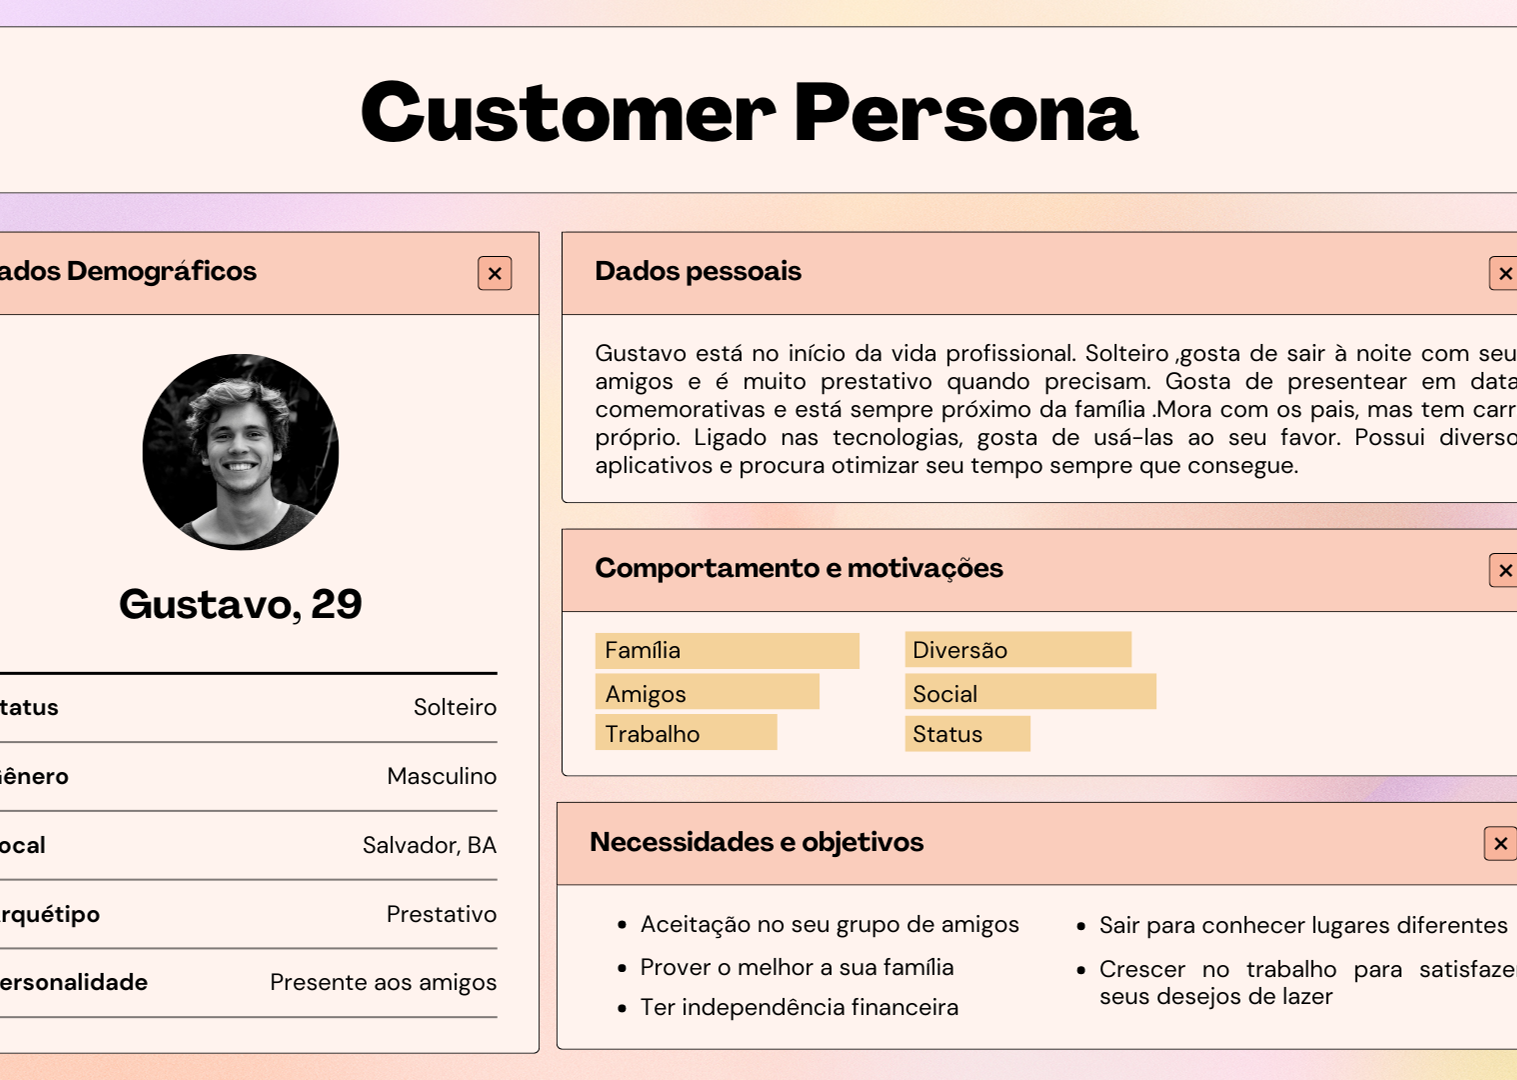 Customer Persona
ados Demográficos
Gustavo, 29
tatus Solteiro
ênero Masculino
ocal Salvador, BA
rquétipo Prestativo
ersonalidade Presente aos amigos
Dados pessoais
Gustavo está no início da vida profissional. Solteiro ,gosta de sair à noite com seu
amigos e é muito prestativo quando precisam. Gosta de presentear em data
comemorativas e está sempre próximo da família .Mora com os pais, mas tem carr
próprio. Ligado nas tecnologias, gosta de usá-las ao seu favor. Possui diverso
aplicativos e procura otimizar seu tempo sempre que consegue.
Comportamento e motivações
Família
Amigos
Trabalho
Diversão
Social
Status
Necessidades e objetivos
• Aceitação no seu grupo de amigos
• Prover o melhor a sua família
• Ter independência financeira
• Sair para conhecer lugares diferentes
• Crescer no trabalho para satisfaze
seus desejos de lazer